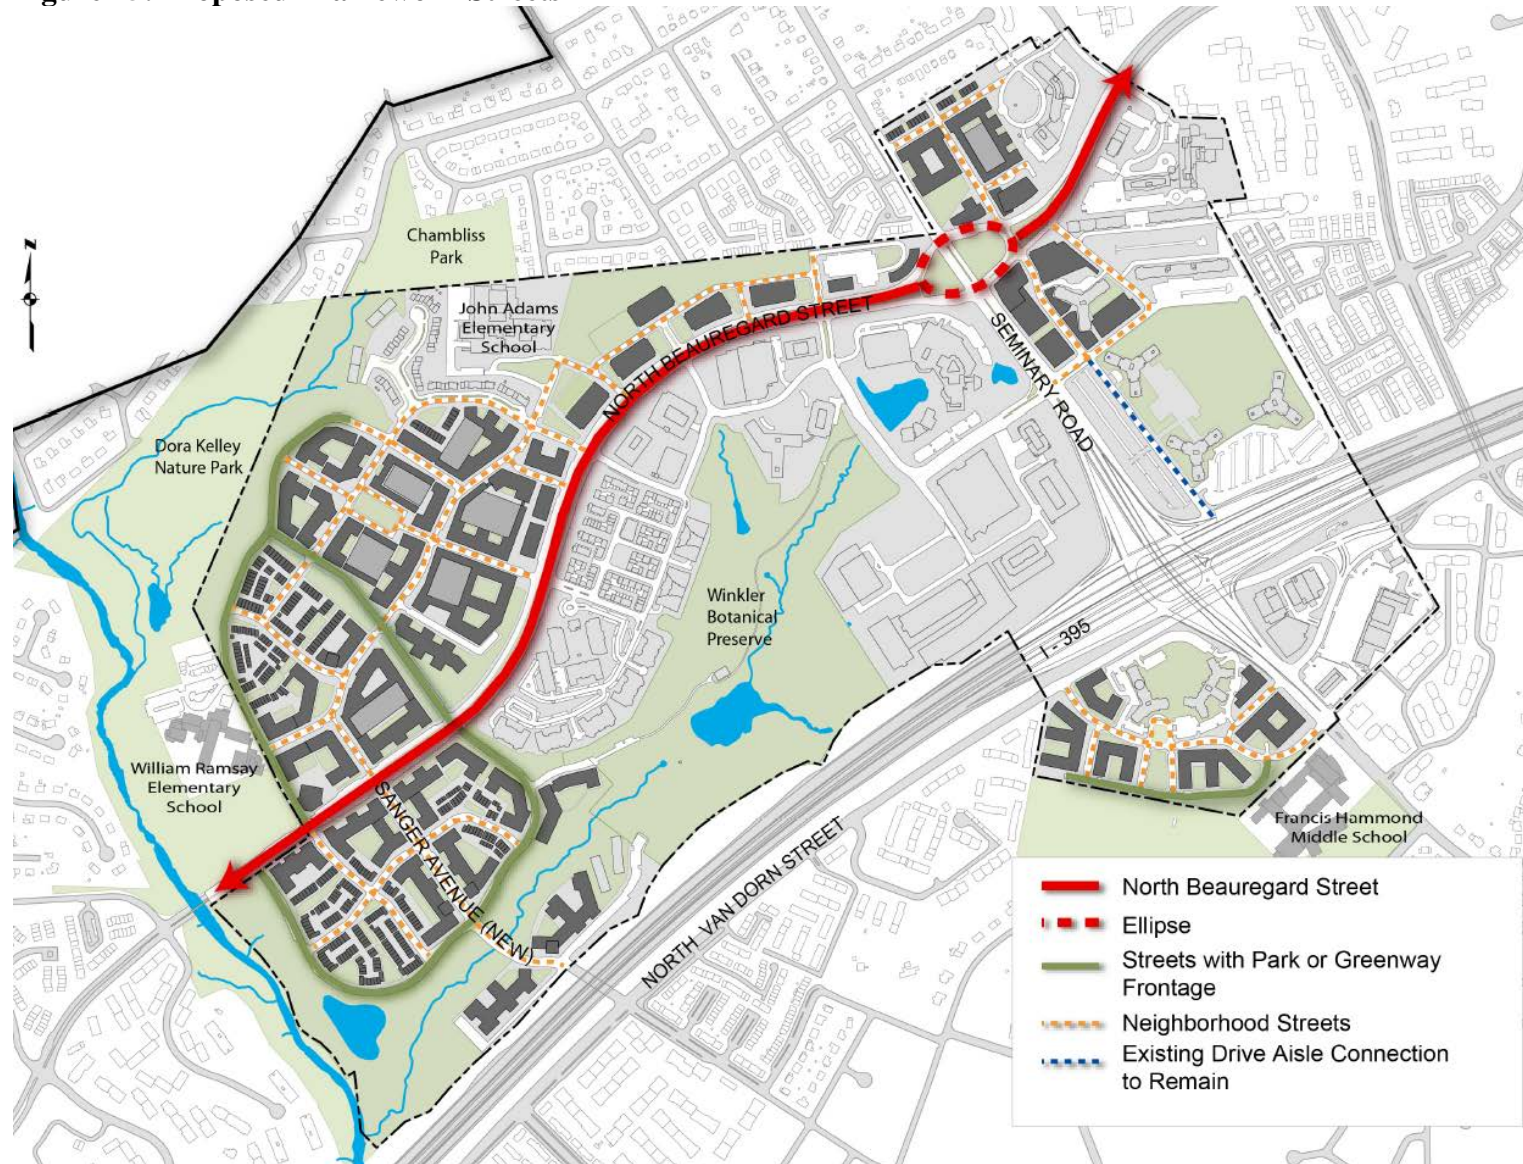 Chambliss
Park
N
John Adams
Elementary
School
NORTH BEAUREGARD STREET
SEMINARY ROAD
Dora Kelley
Nature Park
Winkler
Botanical
Preserve
I - 395
William Ramsay
Elementary
School
SANGER AVENUE (NEW)
NORTH VAN DORN STREET
Francis Hammond
Middle School
North Beauregard Street
Ellipse
Streets with Park or Greenway
Frontage
Neighborhood Streets
Existing Drive Aisle Connection
to Remain